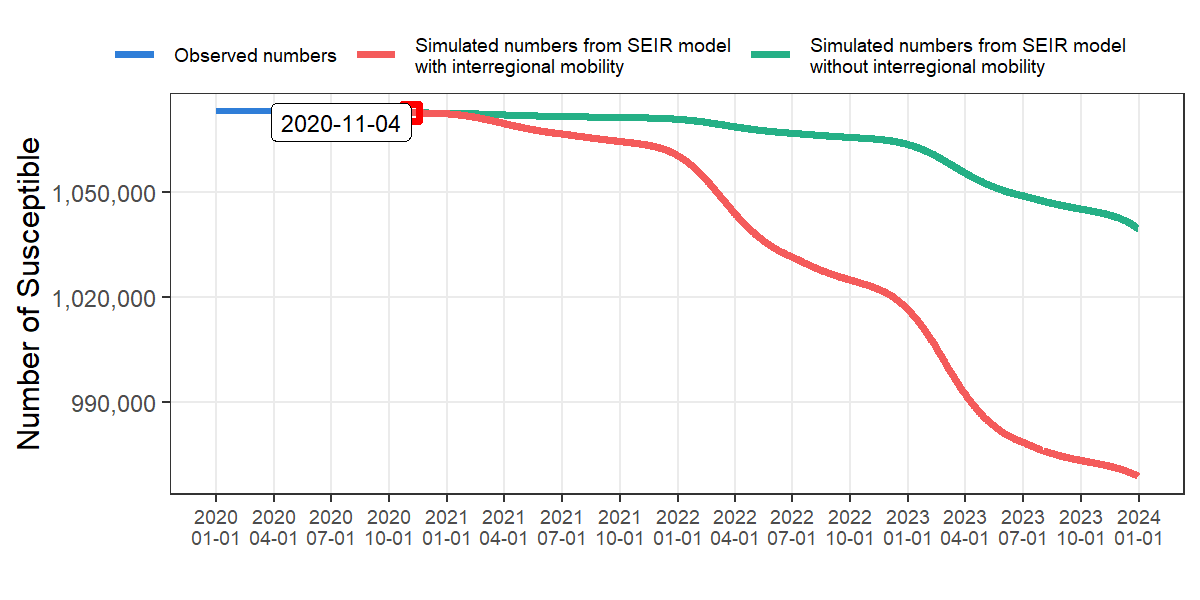 Observed numbers
Simulated numbers from SEIR model
with interregional mobility
Simulated numbers from SEIR model
without interregional mobility
2020-11-04
Number of Susceptible
1,050,000
1,020,000
990,000
2020 2020 2020 2020 2021 2021 2021 2021 2022 2022 2022 2022 2023 2023 2023 2023 2024
01-01 04-01 07-01 10-01 01-01 04-01 07-01 10-01 01-01 04-01 07-01 10-01 01-01 04-01 07-01 10-01 01-01